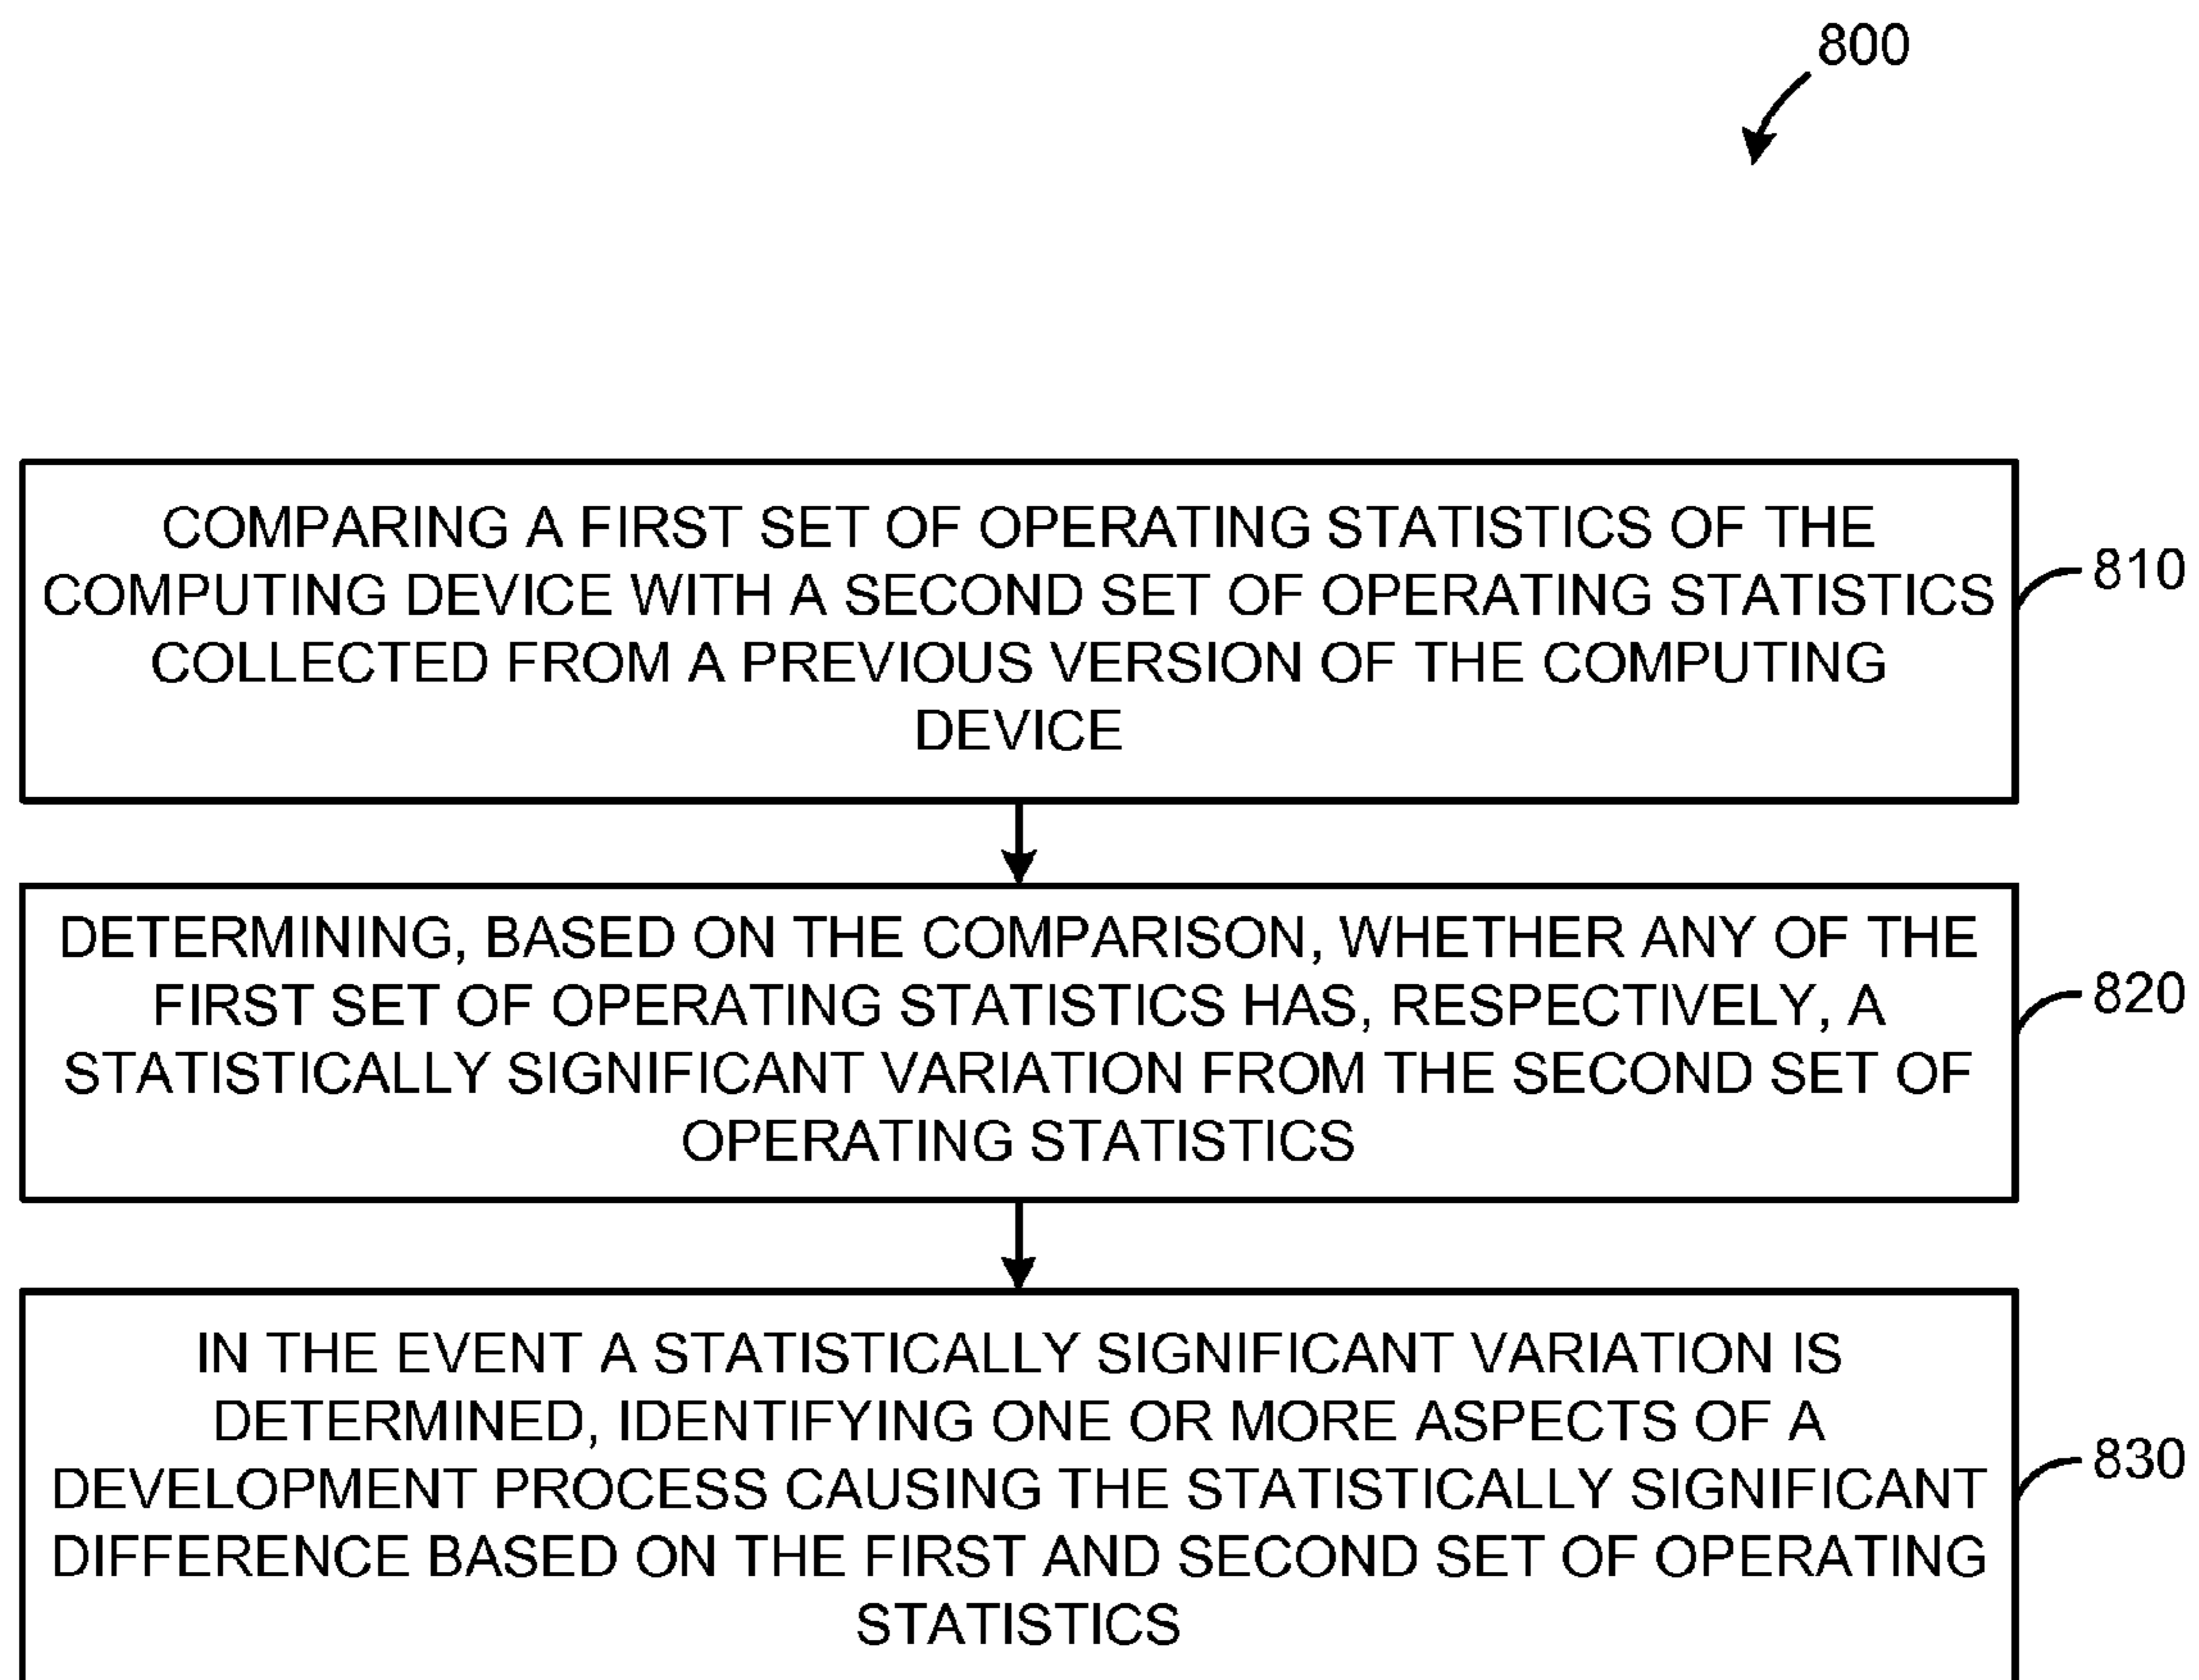 800
COMPARING A FIRST SET OF OPERATING STATISTICS OF THE
COMPUTING DEVICE WITH A SECOND SET OF OPERATING STATISTICS
COLLECTED FROM A PREVIOUS VERSION OF THE COMPUTING
DEVICE
810
DETERMINING, BASED ON THE COMPARISON, WHETHER ANY OF THE
FIRST SET OF OPERATING STATISTICS HAS, RESPECTIVELY, A
STATISTICALLY SIGNIFICANT VARIATION FROM THE SECOND SET OF
OPERATING STATISTICS
820
IN THE EVENT A STATISTICALLY SIGNIFICANT VARIATION IS
DETERMINED, IDENTIFYING ONE OR MORE ASPECTS OF A
DEVELOPMENT PROCESS CAUSING THE STATISTICALLY SIGNIFICANT
DIFFERENCE BASED ON THE FIRST AND SECOND SET OF OPERATING
STATISTICS
830